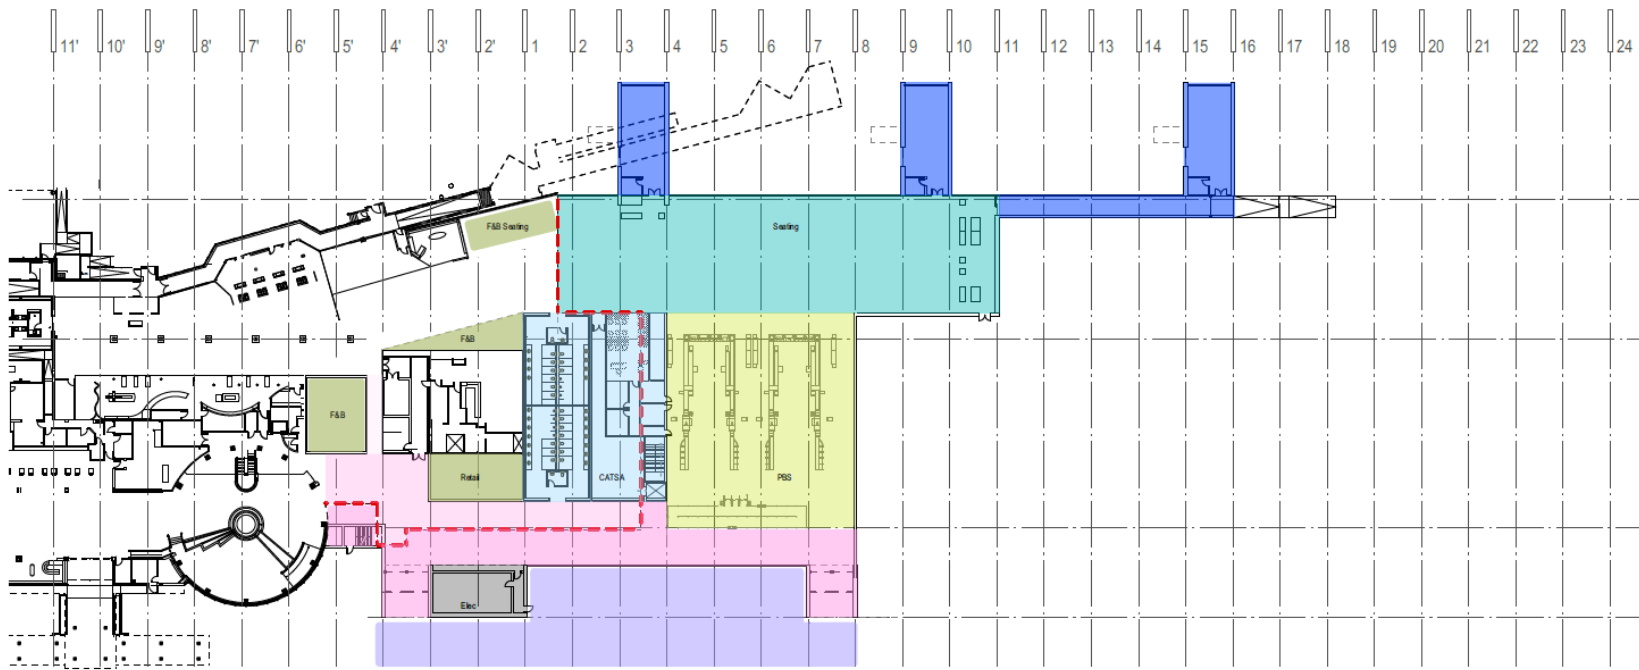 11' 10' 9' 8' 7' 6' 5' 4' 3' 2' 1 2 3 4 5 6 7 8 9 10 11 12 13 14 15 16 17 18 19 20 21 22 23 24
F&B Seating
Seating
F&B
F&B
Retail
CATSA
PBS
Elec